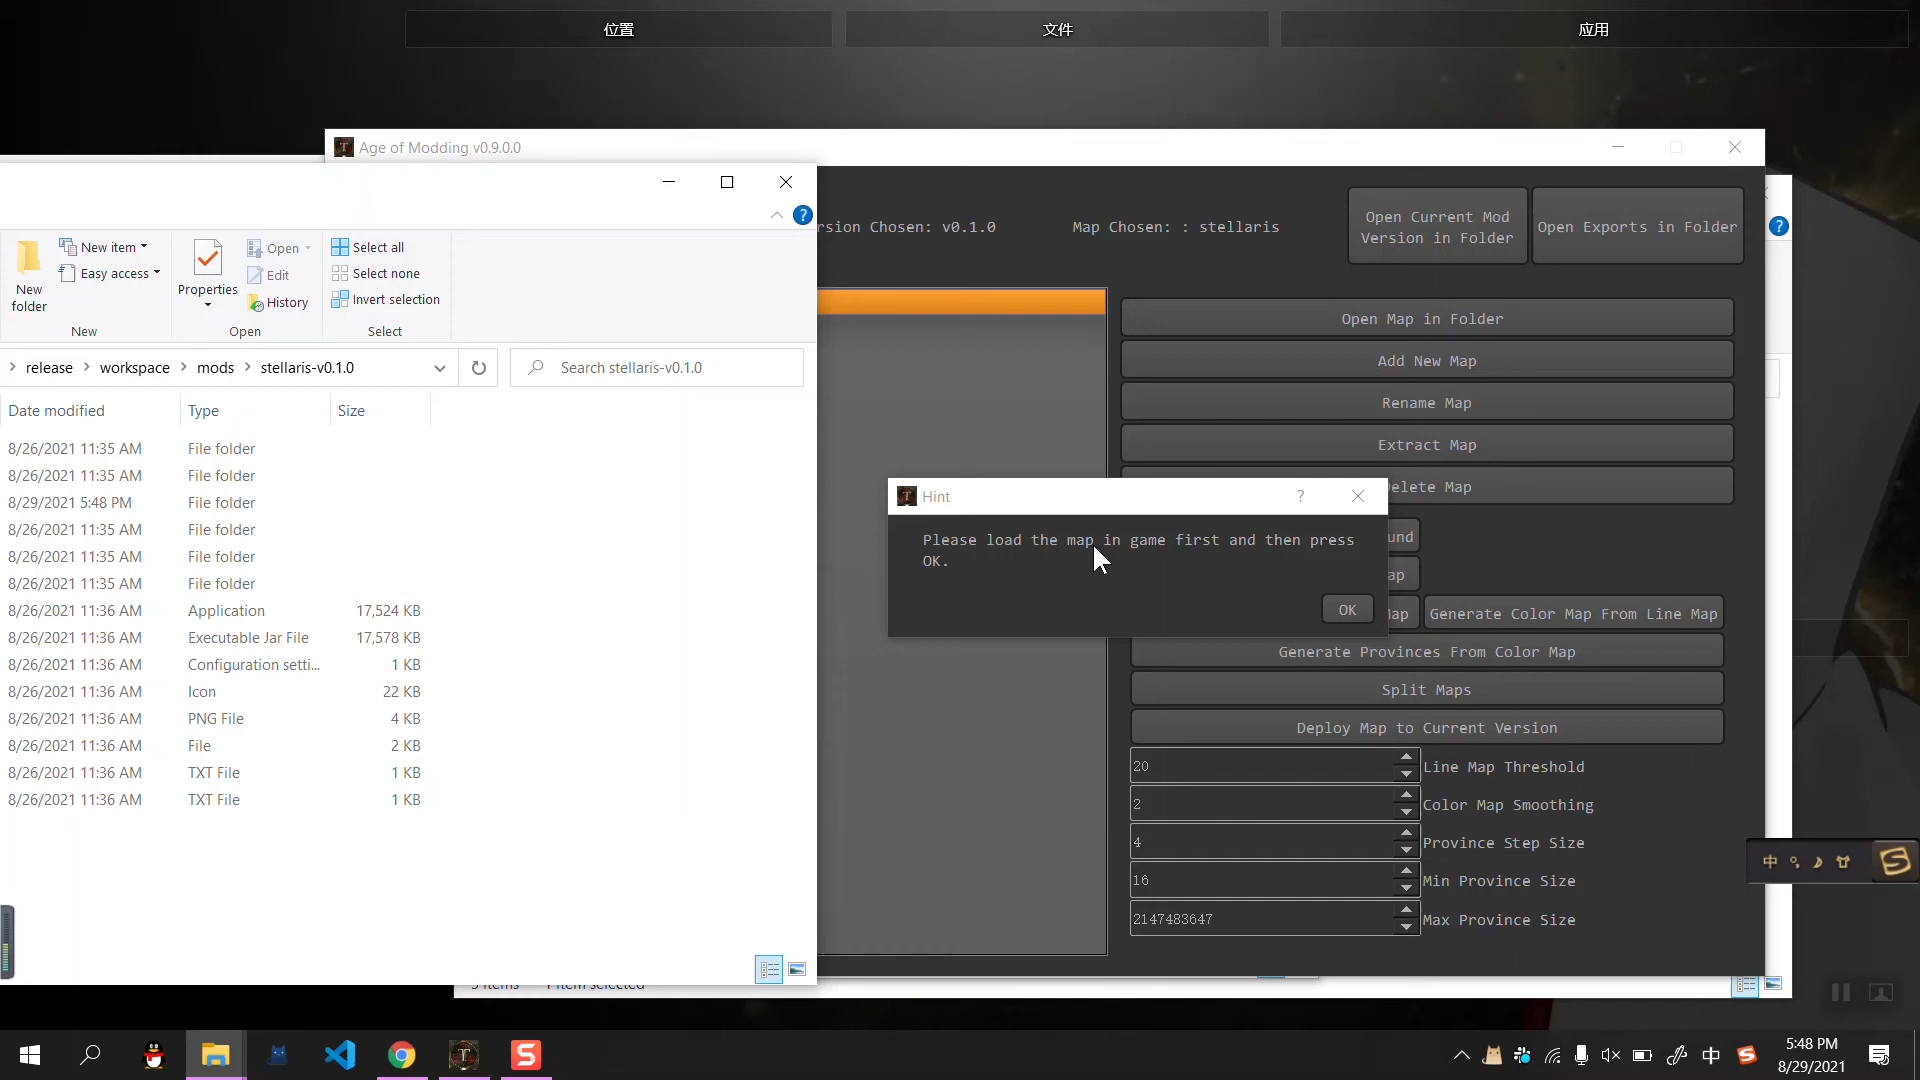 位置
文件
应用
Age of Modding v0.9.0.0
rsion Chosen: v0.1.0
Map Chosen: : stellaris
Open Current Mod
Version in Folder
Open Exports in Folder
New item
Easy access
New
folder
New
Properties
Open
Edit
History
Open
Select all
Select none
Invert selection
Select
release
workspace
mods
stellaris-v0.1.0
Search stellaris-v0.1.0
Date modified
Type
Size
8/26/2021 11:35 AM File folder
8/26/2021 11:35 AM File folder
8/29/2021 5:48 PM File folder
8/26/2021 11:35 AM File folder
8/26/2021 11:35 AM File folder
8/26/2021 11:35 AM File folder
8/26/2021 11:36 AM Application 17,524 KB
8/26/2021 11:36 AM Executable Jar File 17,578 KB
8/26/2021 11:36 AM Configuration setti... 1 KB
8/26/2021 11:36 AM Icon 22 KB
8/26/2021 11:36 AM PNG File 4 KB
8/26/2021 11:36 AM File 2 KB
8/26/2021 11:36 AM TXT File 1 KB
8/26/2021 11:36 AM TXT File 1 KB
Open Map in Folder
Add New Map
Rename Map
Extract Map
elete Map
Hint
Please load the map in game first and then press
OK.
OK
und
ap
ap
Generate Color Map From Line Map
Generate Provinces From Color Map
Split Maps
Deploy Map to Current Version
20 Line Map Threshold
2 Color Map Smoothing
4 Province Step Size
16 Min Province Size
2147483647 Max Province Size
中
中
5:48 PM
8/29/2021